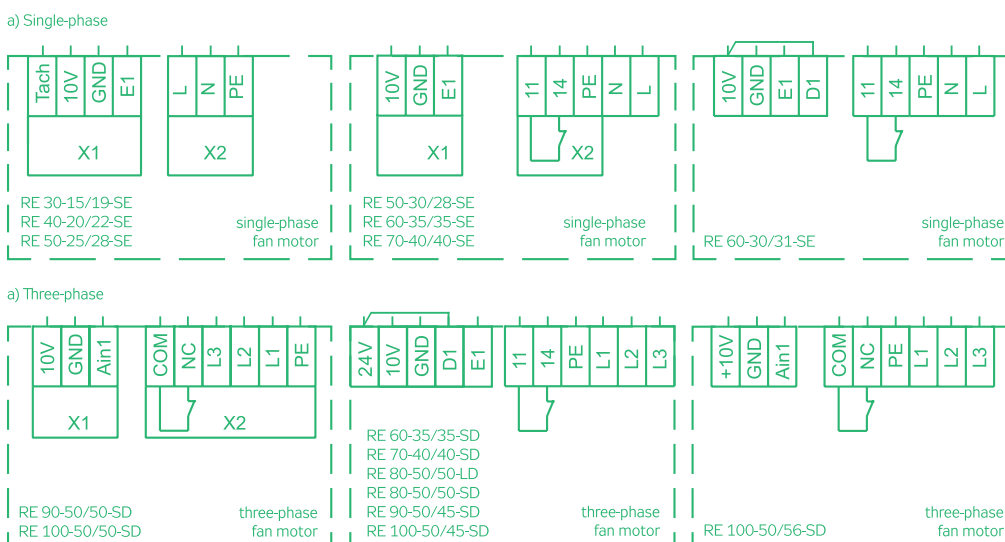 a) Single-phase
Tach 10V GND E1
L N PE
X1
X2
RE 30-15/19-SE
RE 40-20/22-SE
RE 50-25/28-SE
single-phase
fan motor
10V GND E1
11 14 PE N L
X1
X2
RE 50-30/28-SE
RE 60-35/35-SE
RE 70-40/40-SE
single-phase
fan motor
10V GND E1 D1
11 14 PE N L
RE 60-30/31-SE
single-phase
fan motor
a) Three-phase
10V GND Ain1
COM NC L3 L2 L1 PE
X1
X2
RE 90-50/50-SD
RE 100-50/50-SD
three-phase
fan motor
24V 10V GND D1 E1
11 14 PE L1 L2 L3
RE 60-35/35-SD
RE 70-40/40-SD
RE 80-50/50-LD
RE 80-50/50-SD
RE 90-50/45-SD
RE 100-50/45-SD
three-phase
fan motor
+10V GND Ain1
COM NC PE L1 L2 L3
RE 100-50/56-SD
three-phase
fan motor